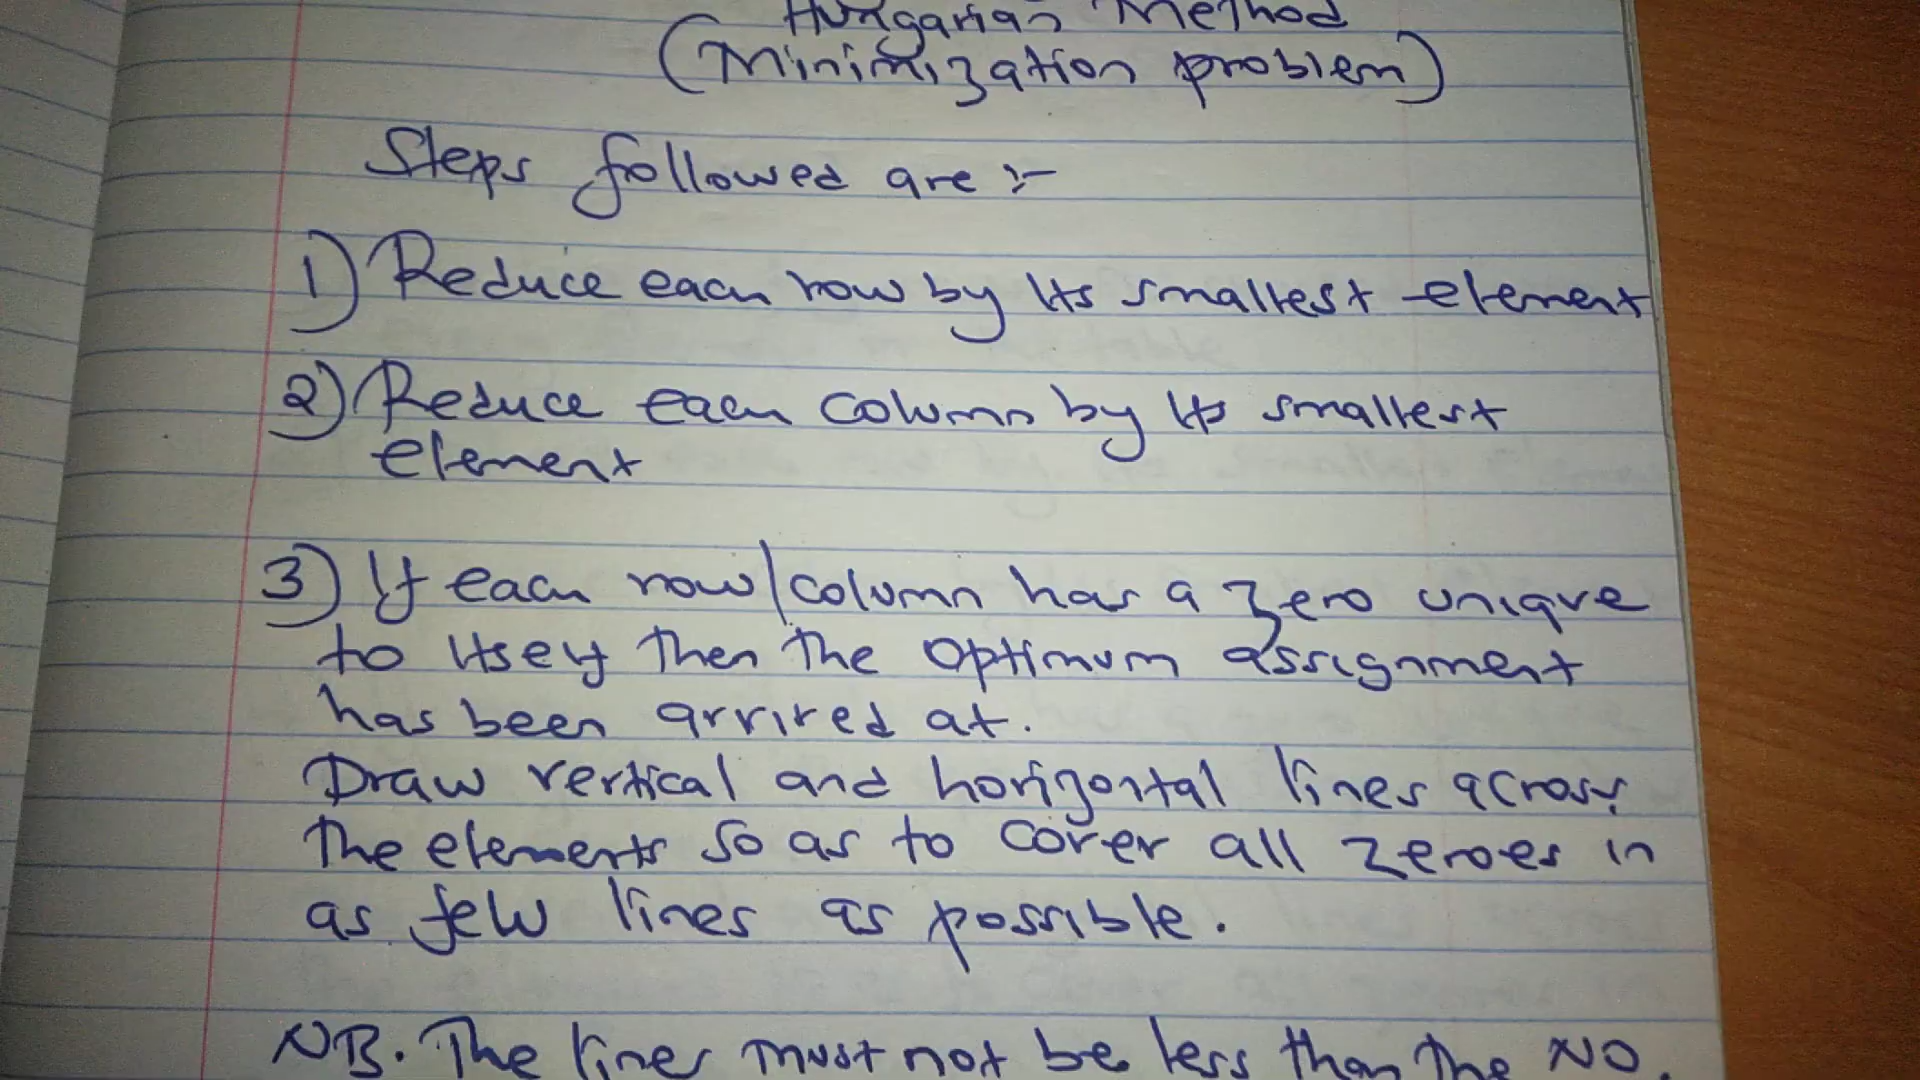 Hungarian Method
(Minimization problem)
Steps followed are :-
1) Reduce each row by its smallest element
2) Reduce each column by its smallest
element
3) If each row/column has a zero unique
to itself then the optimum assignment
has been arrived at.
Draw vertical and horizontal lines across
the elements so as to cover all zeroes in
as few lines as possible.
NB. The lines must not be less than the NO.